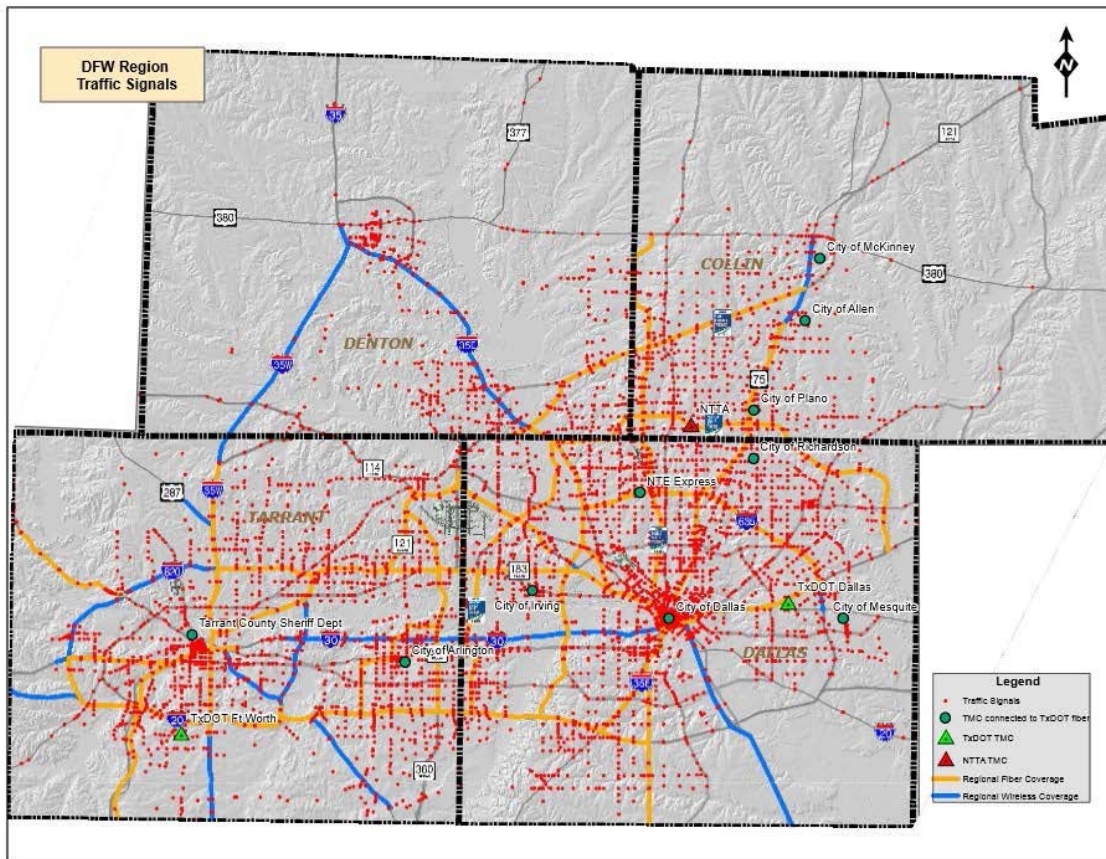 DFW Region
Traffic Signals
N
35
377
121
380
City of McKinney
COLLIN
380
City of Allen
DENTON
35E
35W
75
City of Plano
NTTA
City of Richardson
114
NTE Express
35W
287
TARRANT
635
121
183
820
TxDOT Dallas
City of Irving
City of Dallas
City of Mesquite
Tarrant County Sheriff Dept
30
30
City of Arlington
DALLAS
35E
20
TxDOT Ft Worth
20
360
Legend
Traffic Signals
TMC connected to TxDOT fiber
TxDOT TMC
NTTA TMC
Regional Fiber Coverage
Regional Wireless Coverage